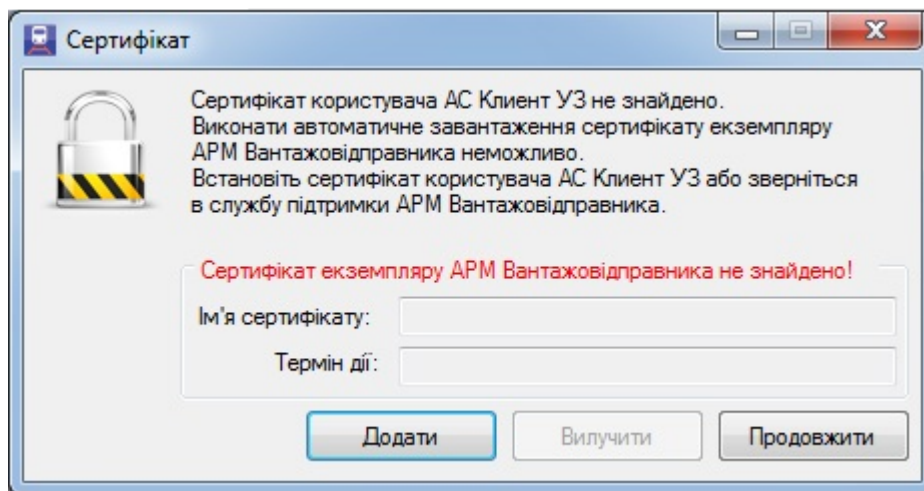 Сертифікат
Сертифікат користувача АС Клиент УЗ не знайдено.
Виконати автоматичне завантаження сертифікату екземпляру
АРМ Вантажовідправника неможливо.
Встановіть сертифікат користувача АС Клиент УЗ або зверніться
в службу підтримки АРМ Вантажовідправника.
Сертифікат екземпляру АРМ Вантажовідправника не знайдено!
Ім'я сертифікату:
Термін дії:
Додати Вилучити Продовжити